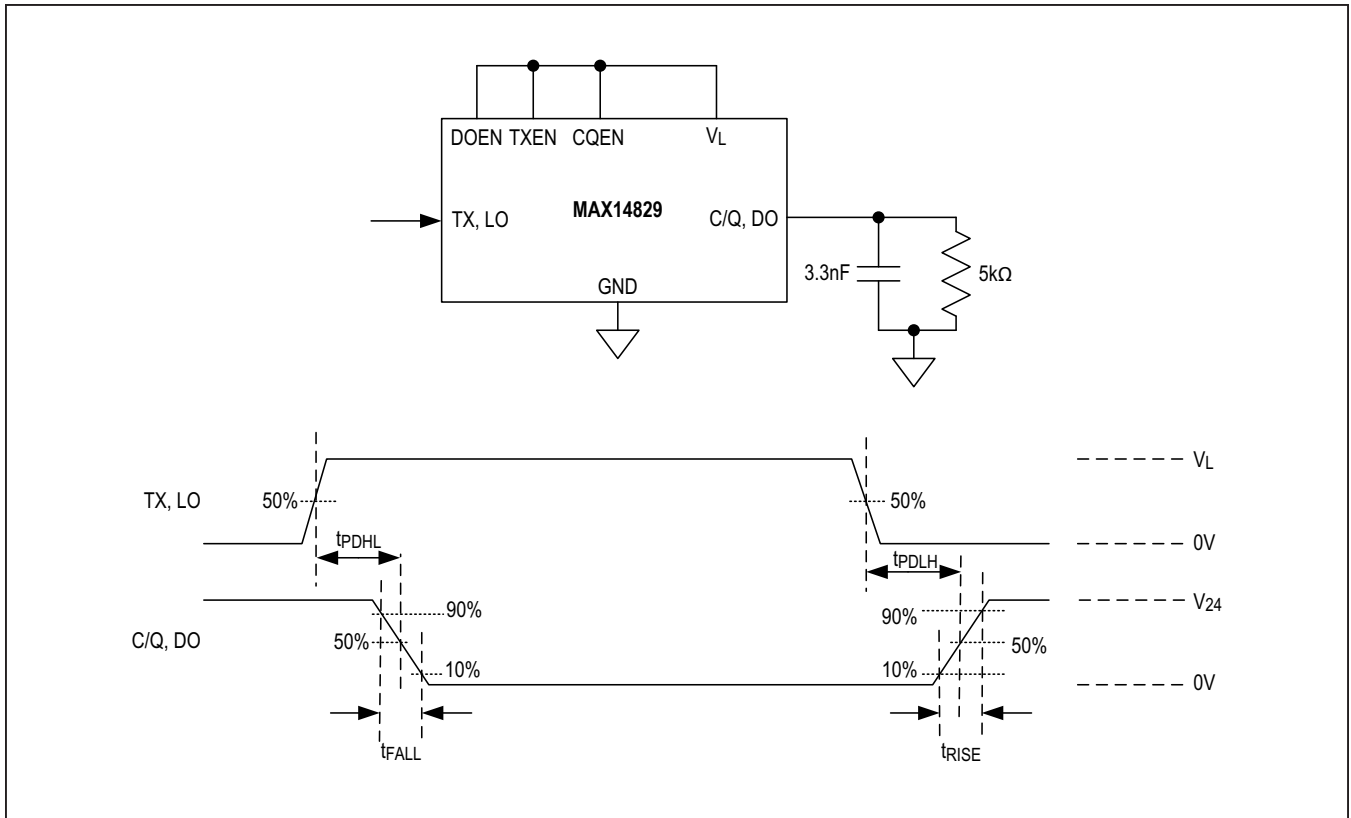 DOEN TXEN CQEN VL
TX, LO MAX14829 C/Q, DO
GND
3.3nF 5kΩ
VL
TX, LO 50% 50%
0V
tPDHL tPDLH
V24
90% 90%
C/Q, DO 50% 50%
10% 10%
0V
tFALL tRISE